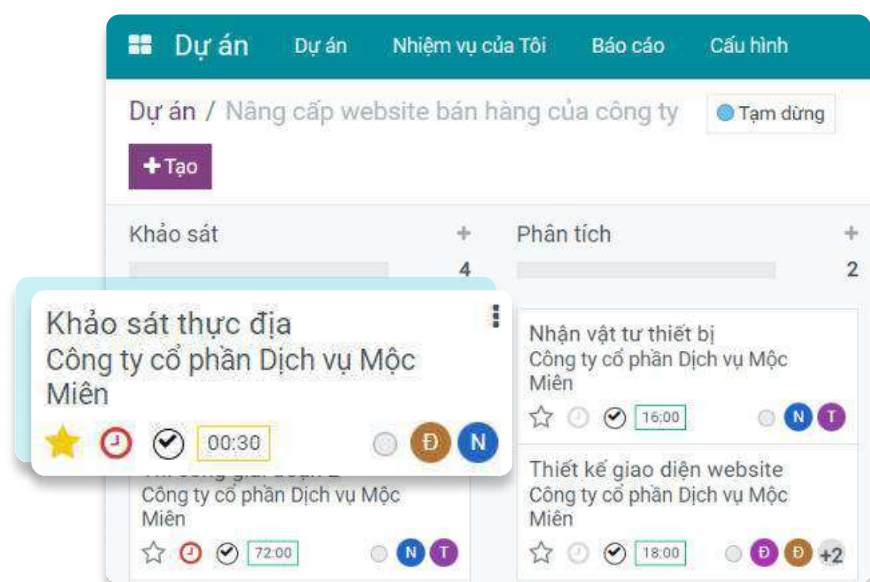 Dự án Dự án Nhiệm vụ của Tôi Báo cáo Cấu hình
Dự án / Nâng cấp website bán hàng của công ty Tạm dừng
+Tạo
Khảo sát +
4
Khảo sát thực địa
Công ty cổ phần Dịch vụ Mộc
Miên
00:30 Đ N
Công ty cổ phần Dịch vụ Mộc
Miên
72:00 N T
Phân tích +
2
Nhận vật tư thiết bị
Công ty cổ phần Dịch vụ Mộc
Miên
16:00 N T
Thiết kế giao diện website
Công ty cổ phần Dịch vụ Mộc
Miên
18:00 Đ Đ +2